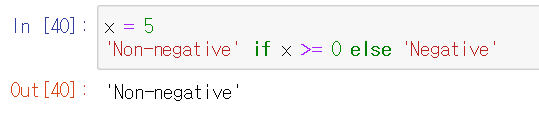 In [40]: x = 5
'Non-negative' if x >= 0 else 'Negative'
Out[40]: 'Non-negative'